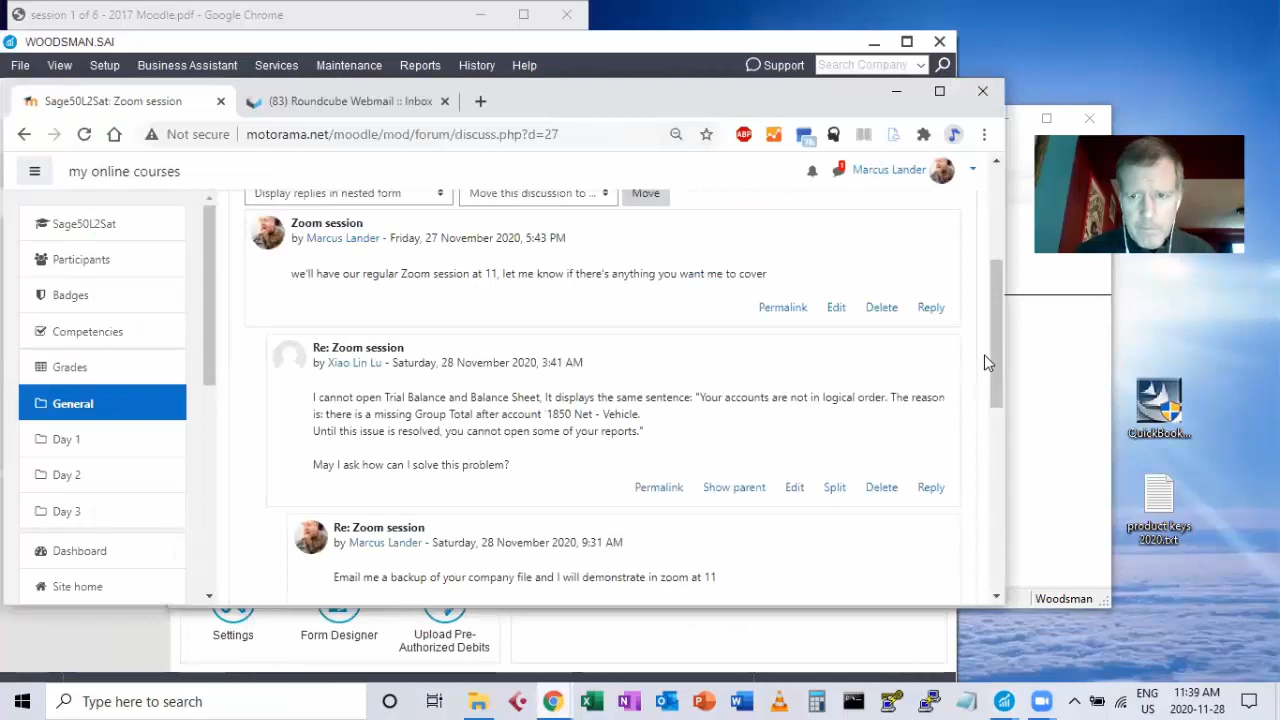 session 1 of 6 - 2017 Moodle.pdf - Google Chrome
WOODSMAN.SAI
File View Setup Business Assistant Services Maintenance Reports History Help Support Search Company
Sage50L2Sat: Zoom session (83) Roundcube Webmail :: Inbox
Not secure motorama.net/moodle/mod/forum/discuss.php?d=27 ABP
my online courses 1 Marcus Lander
Display replies in nested form Move this discussion to ... Move
Sage50L2Sat
Participants
Badges
Competencies
Grades
General
Day 1
Day 2
Day 3
Dashboard
Site home
Zoom session
by Marcus Lander - Friday, 27 November 2020, 5:43 PM
we'll have our regular Zoom session at 11, let me know if there's anything you want me to cover
Permalink Edit Delete Reply
Re: Zoom session
by Xiao Lin Lu - Saturday, 28 November 2020, 3:41 AM
I cannot open Trial Balance and Balance Sheet, It displays the same sentence: "Your accounts are not in logical order. The reason
is: there is a missing Group Total after account '1850 Net - Vehicle.
Until this issue is resolved, you cannot open some of your reports."
May I ask how can I solve this problem?
Permalink Show parent Edit Split Delete Reply
Re: Zoom session
by Marcus Lander - Saturday, 28 November 2020, 9:31 AM
Email me a backup of your company file and I will demonstrate in zoom at 11
QuickBook...
product keys
2020.txt
Woodsman
Settings
Form Designer
Upload Pre-
Authorized Debits
Type here to search
ENG
US
11:39 AM
2020-11-28